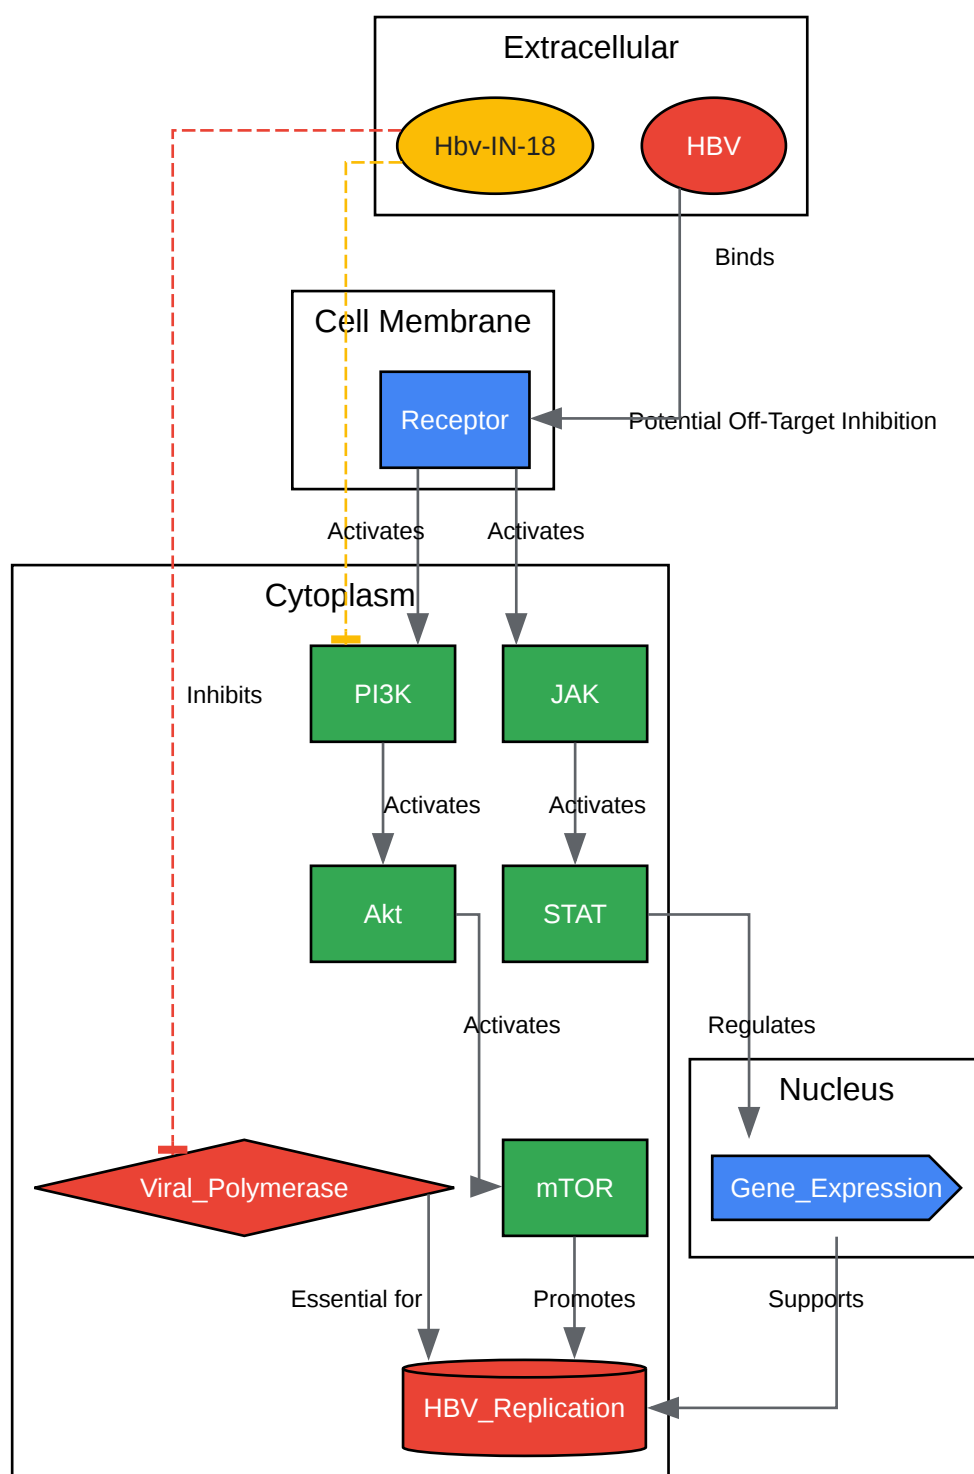 Extracellular
Hbv-IN-18
HBV
Binds
Cell Membrane
Receptor
Potential Off-Target Inhibition
Activates
Activates
Cytoplasm
PI3K
JAK
Inhibits
Activates
Activates
Akt
STAT
Activates
Regulates
Nucleus
Viral_Polymerase
mTOR
Gene_Expression
Essential for
Promotes
Supports
HBV_Replication